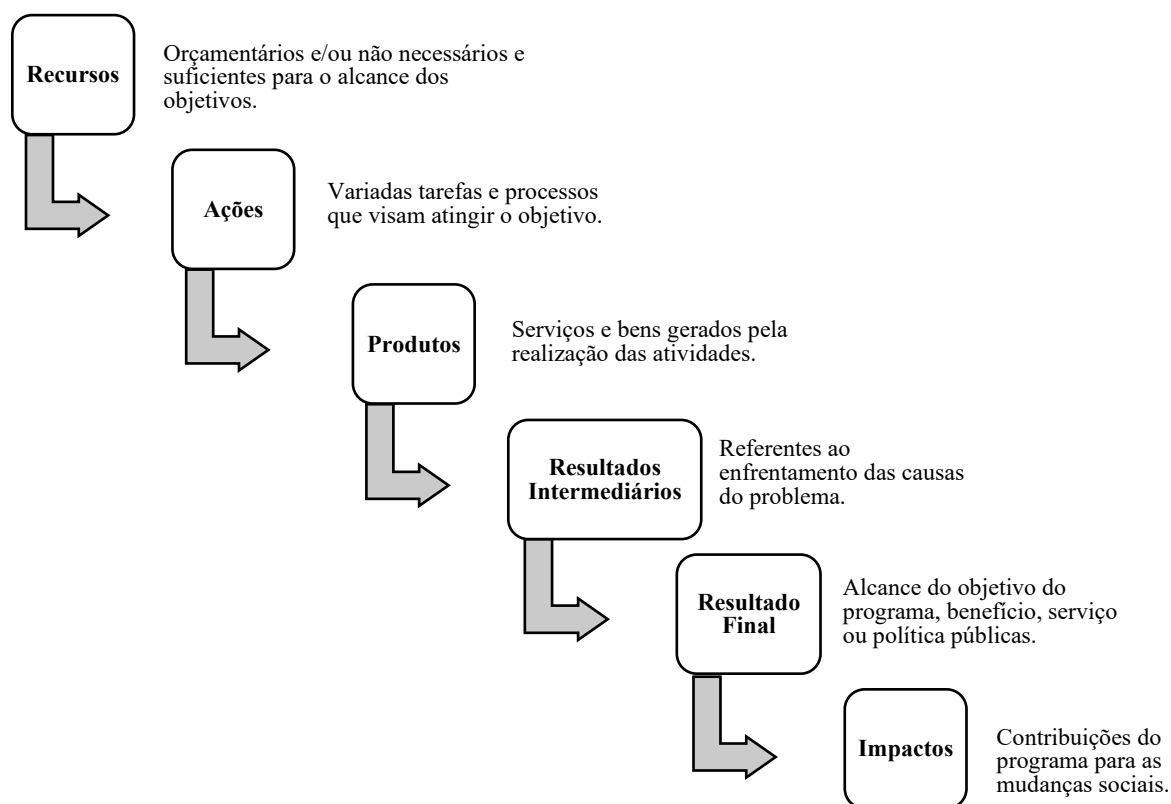 Recursos
Orçamentários e/ou não necessários e
suficientes para o alcance dos
objetivos.
Ações
Variadas tarefas e processos
que visam atingir o objetivo.
Produtos
Serviços e bens gerados pela
realização das atividades.
Resultados
Intermediários
Referentes ao
enfrentamento das causas
do problema.
Resultado
Final
Alcance do objetivo do
programa, benefício, serviço
ou política públicas.
Impactos
Contribuições do
programa para as
mudanças sociais.